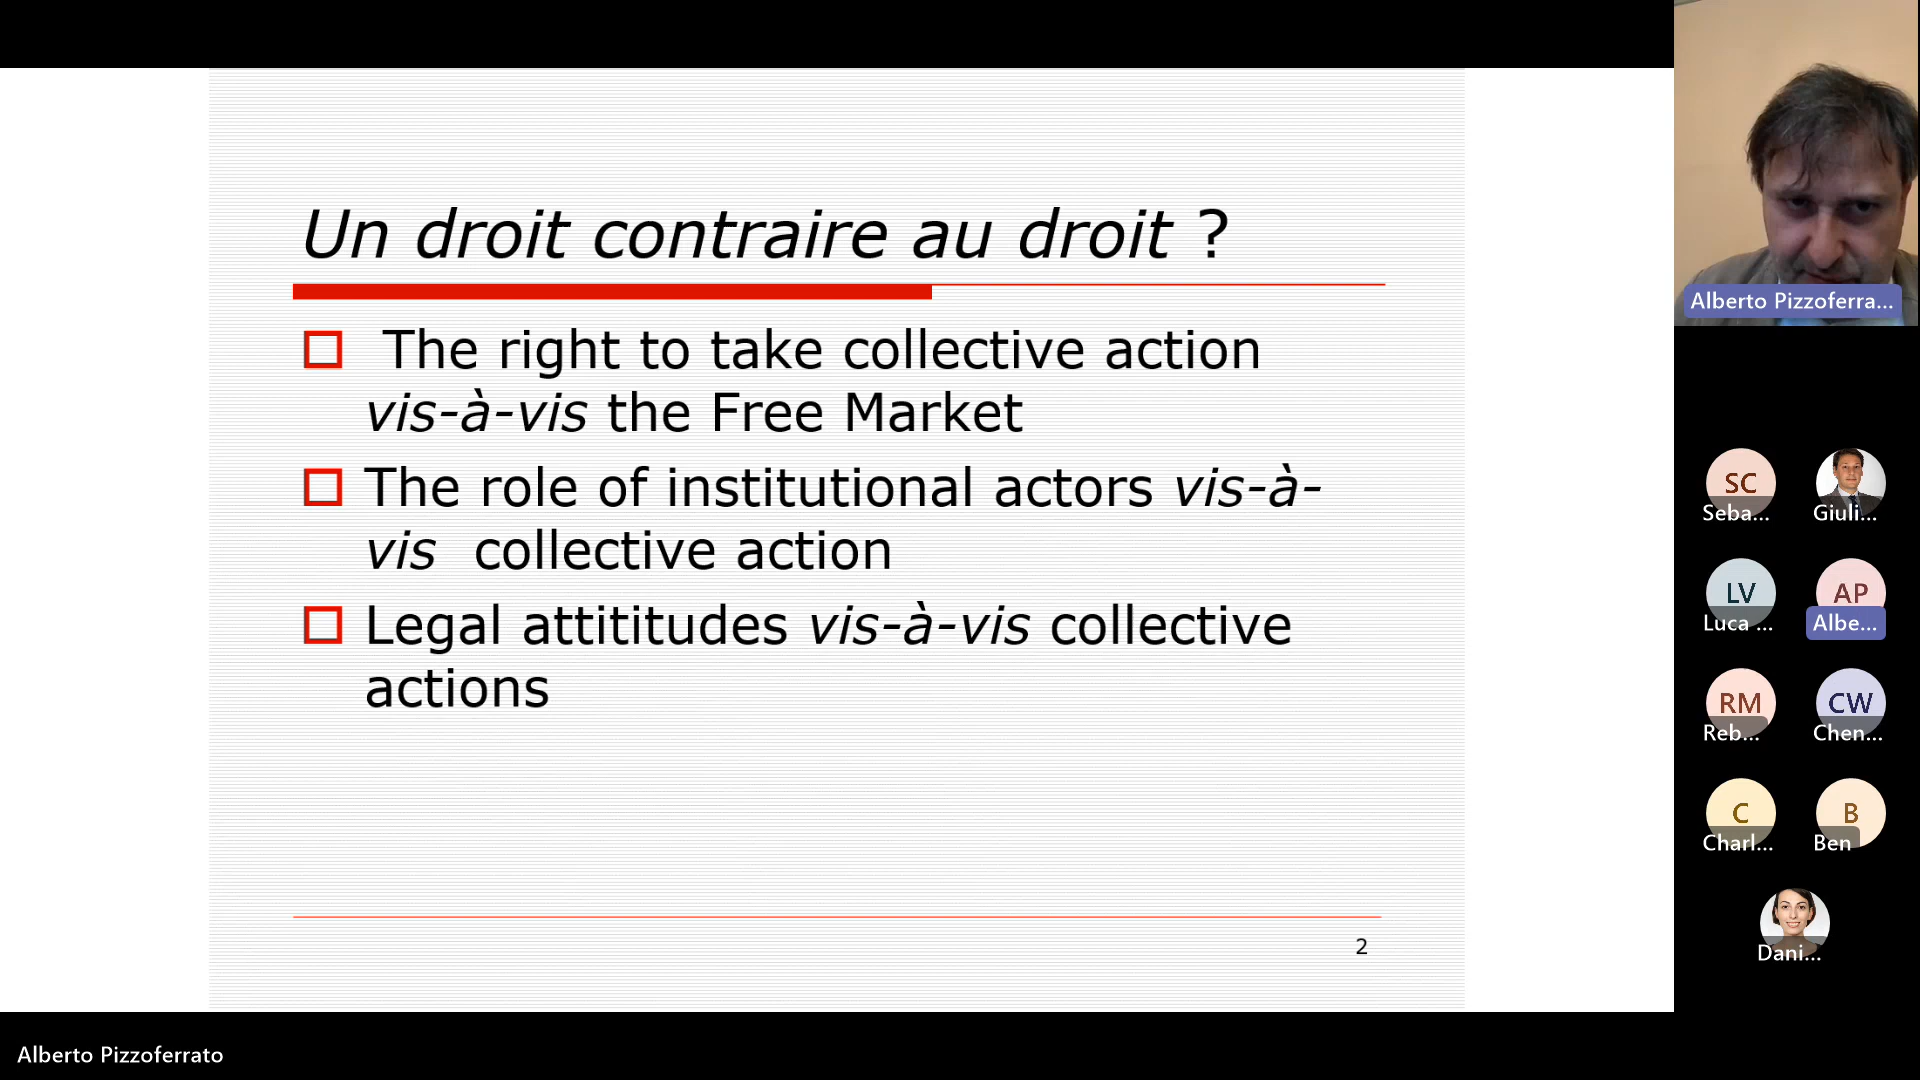 Un droit contraire au droit ?
The right to take collective action
vis-à-vis the Free Market
The role of institutional actors vis-à-
vis collective action
Legal attititudes vis-à-vis collective
actions
2
Alberto Pizzoferra...
SC
Seba...
Giuli...
LV
Luca ...
AP
Albe...
RM
Reb...
CW
Chen...
C
Charl...
B
Ben
Dani...
Alberto Pizzoferrato